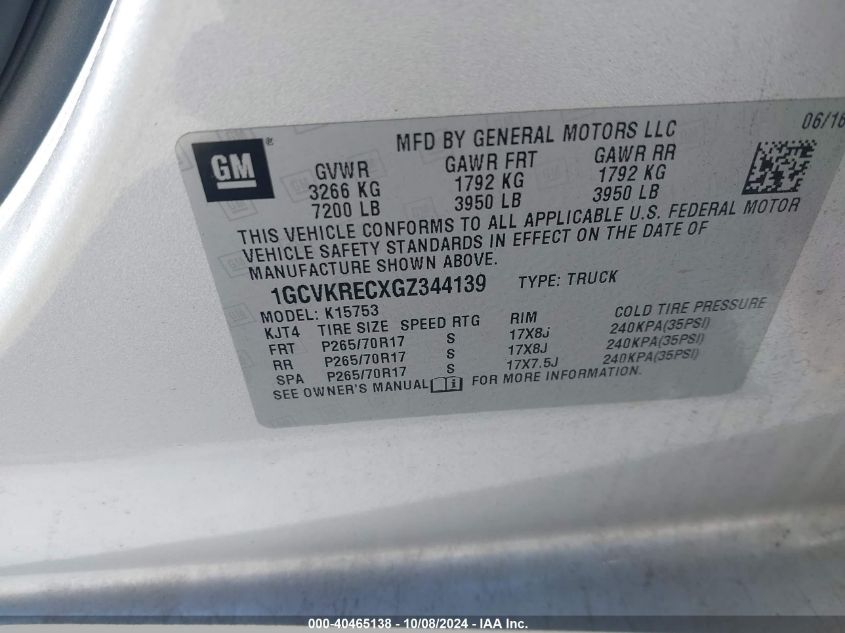 MFD BY GENERAL MOTORS LLC 06/16
GM®
GVWR GAWR FRT GAWR RR
3266 KG 1792 KG 1792 KG
7200 LB 3950 LB 3950 LB
THIS VEHICLE CONFORMS TO ALL APPLICABLE U.S. FEDERAL MOTOR
VEHICLE SAFETY STANDARDS IN EFFECT ON THE DATE OF
MANUFACTURE SHOWN ABOVE.
1GCVKRECXGZ344139 TYPE: TRUCK
MODEL: K15753
KJT4 TIRE SIZE SPEED RTG RIM COLD TIRE PRESSURE
FRT P265/70R17 S 17X8J 240KPA(35PSI)
RR P265/70R17 S 17X8J 240KPA(35PSI)
SPA P265/70R17 S 17X7.5J 240KPA(35PSI)
SEE OWNER'S MANUAL i FOR MORE INFORMATION.
000-40465138 - 10/08/2024 - IAA Inc.